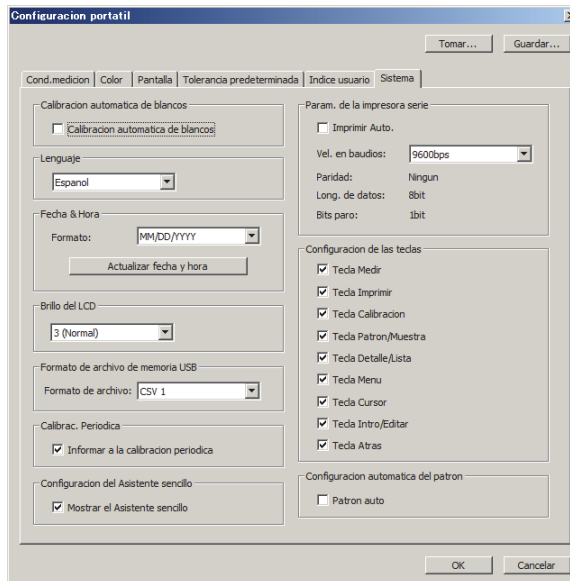 Configuracion portatil
Tomar...
Guardar...
Cond.medicion
Color
Pantalla
Tolerancia predeterminada
Indice usuario
Sistema
Calibracion automatica de blancos
Calibracion automatica de blancos
Lenguaje
Espanol
Fecha & Hora
Formato:
MM/DD/YYYY
Actualizar fecha y hora
Brillo del LCD
3 (Normal)
Formato de archivo de memoria USB
Formato de archivo:
CSV 1
Calibrac. Periodica
Informar a la calibracion periodica
Configuracion del Asistente sencillo
Mostrar el Asistente sencillo
Param. de la impresora serie
Imprimir Auto.
Vel. en baudios:
9600bps
Paridad:
Ningun
Long. de datos:
8bit
Bits paro:
1bit
Configuracion de las teclas
Tecla Medir
Tecla Imprimir
Tecla Calibracion
Tecla Patron/Muestra
Tecla Detalle/Lista
Tecla Menu
Tecla Cursor
Tecla Intro/Editar
Tecla Atras
Configuracion automatica del patron
Patron auto
OK
Cancelar